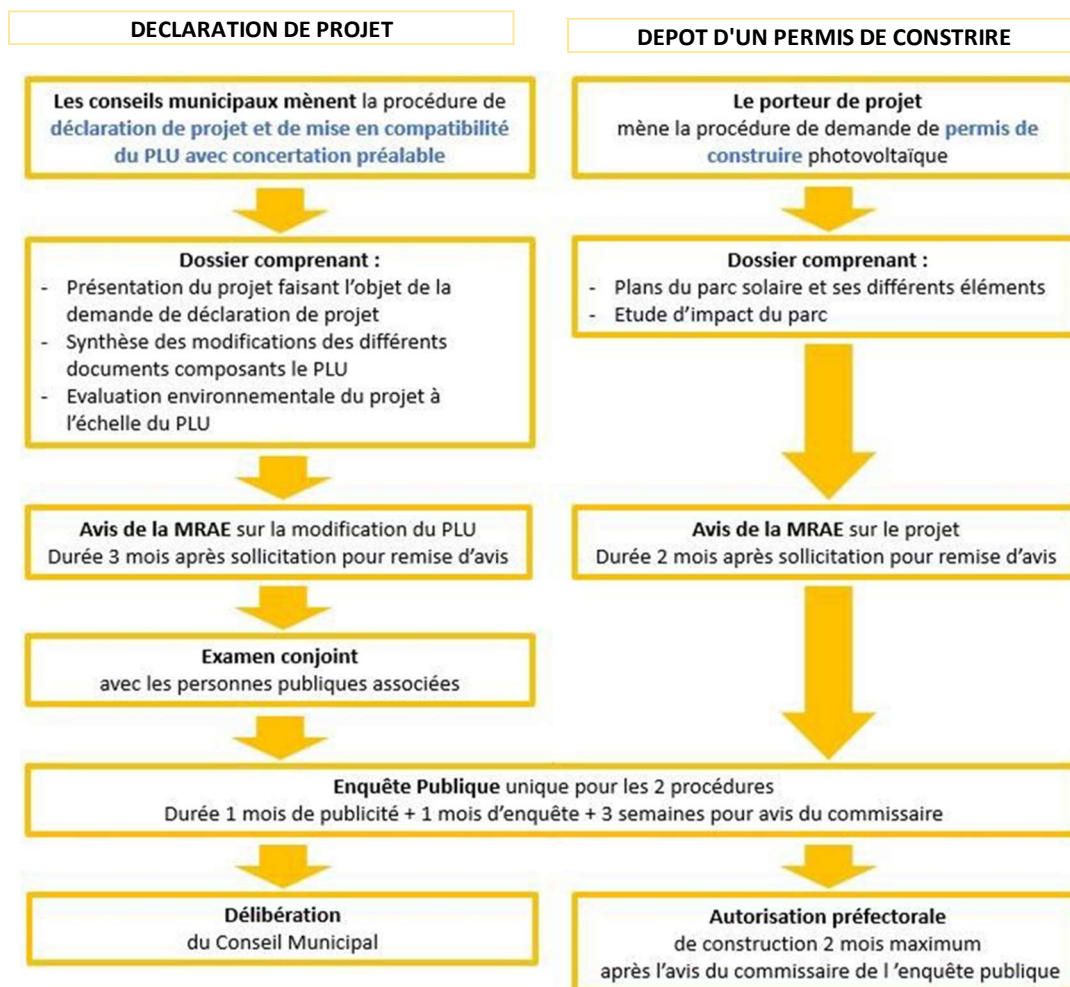 DECLARATION DE PROJET
DEPOT D'UN PERMIS DE CONSTRIRE
Les conseils municipaux mènent la procédure de
déclaration de projet et de mise en compatibilité
du PLU avec concertation préalable
Le porteur de projet
mène la procédure de demande de permis de
construire photovoltaïque
Dossier comprenant :
- Présentation du projet faisant l'objet de la
demande de déclaration de projet
- Synthèse des modifications des différents
documents composants le PLU
- Evaluation environnementale du projet à
l'échelle du PLU
Dossier comprenant :
- Plans du parc solaire et ses différents éléments
- Etude d'impact du parc
Avis de la MRAE sur la modification du PLU
Durée 3 mois après sollicitation pour remise d'avis
Avis de la MRAE sur le projet
Durée 2 mois après sollicitation pour remise d'avis
Examen conjoint
avec les personnes publiques associées
Enquête Publique unique pour les 2 procédures
Durée 1 mois de publicité + 1 mois d'enquête + 3 semaines pour avis du commissaire
Délibération
du Conseil Municipal
Autorisation préfectorale
de construction 2 mois maximum
après l'avis du commissaire de l 'enquête publique